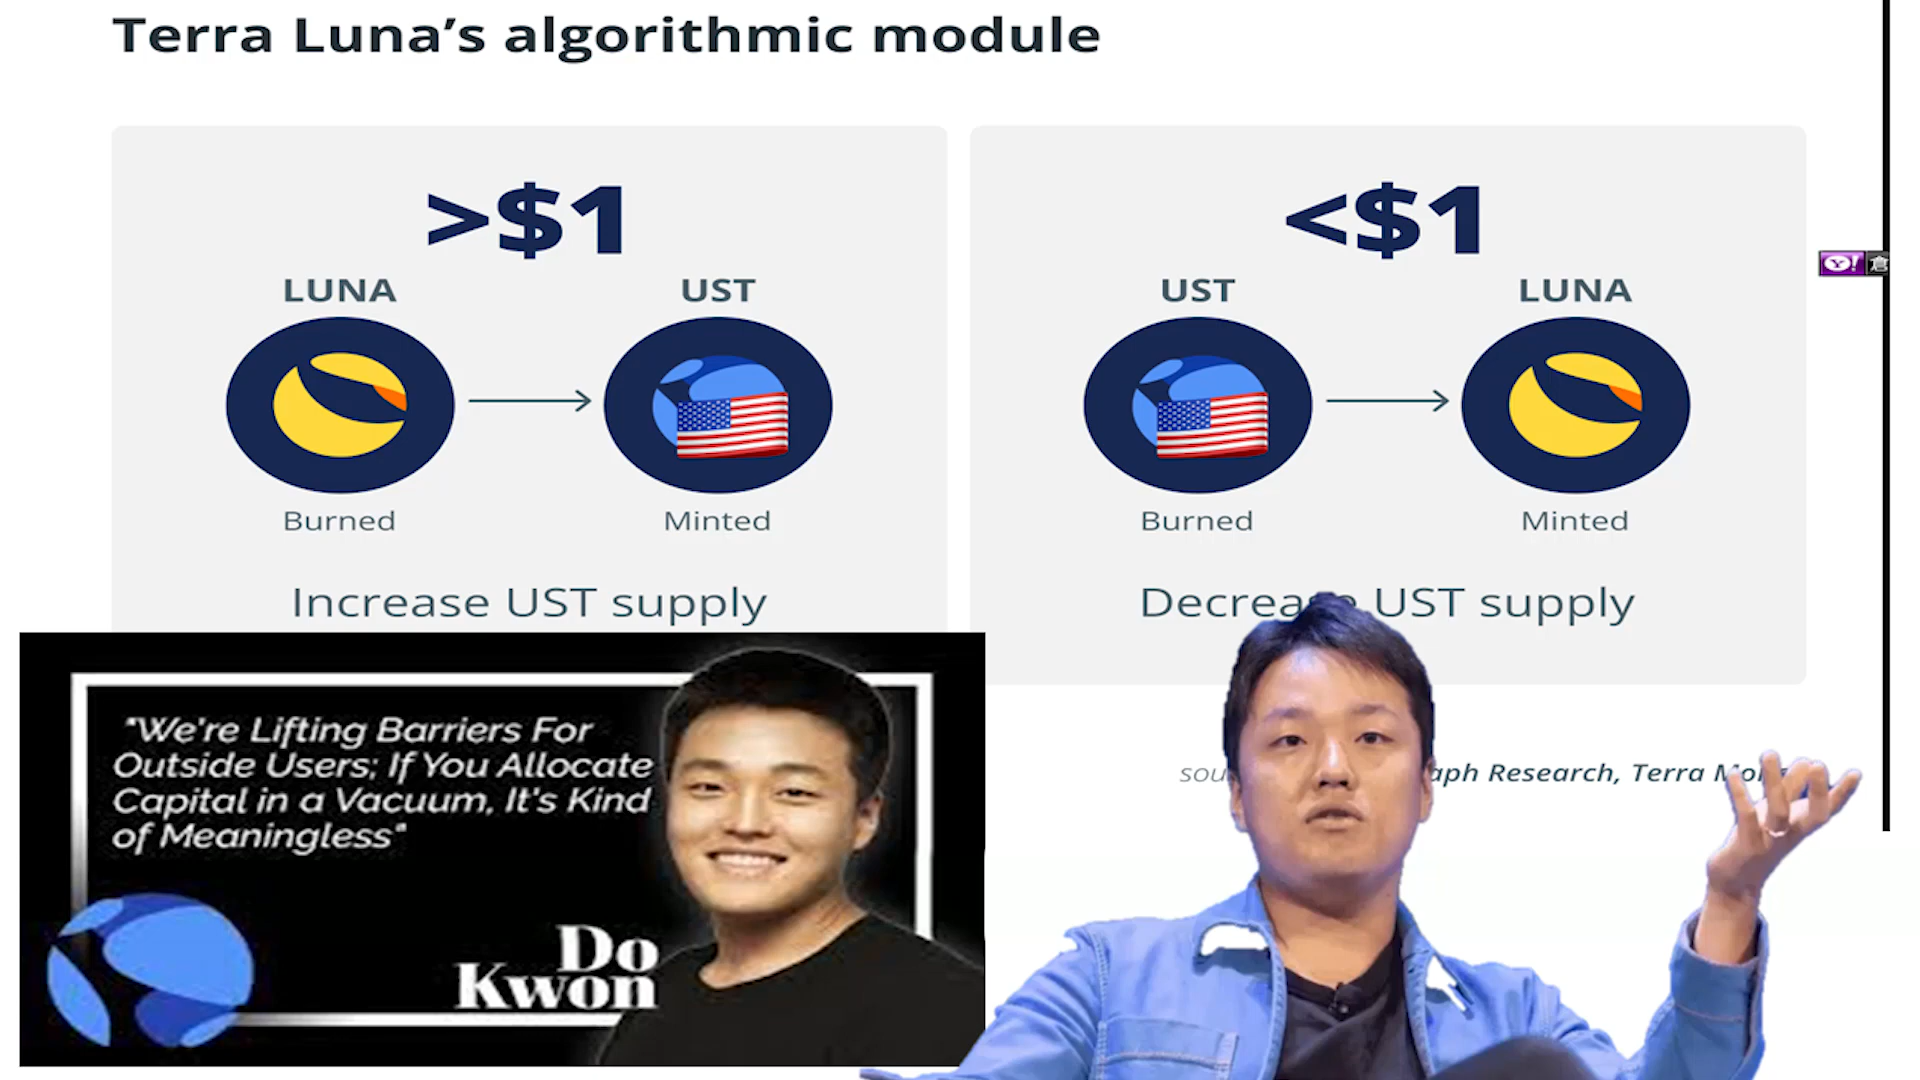 Terra Luna’s algorithmic module
>$1
LUNA
UST
Burned
Minted
Increase UST supply
<$1
UST
LUNA
Burned
Minted
UST supply
Y!
Research, Terra
"We're Lifting Barriers For
Outside Users; If You Allocate
Capital in a Vacuum, It's Kind
of Meaningless"
Do
Kwon